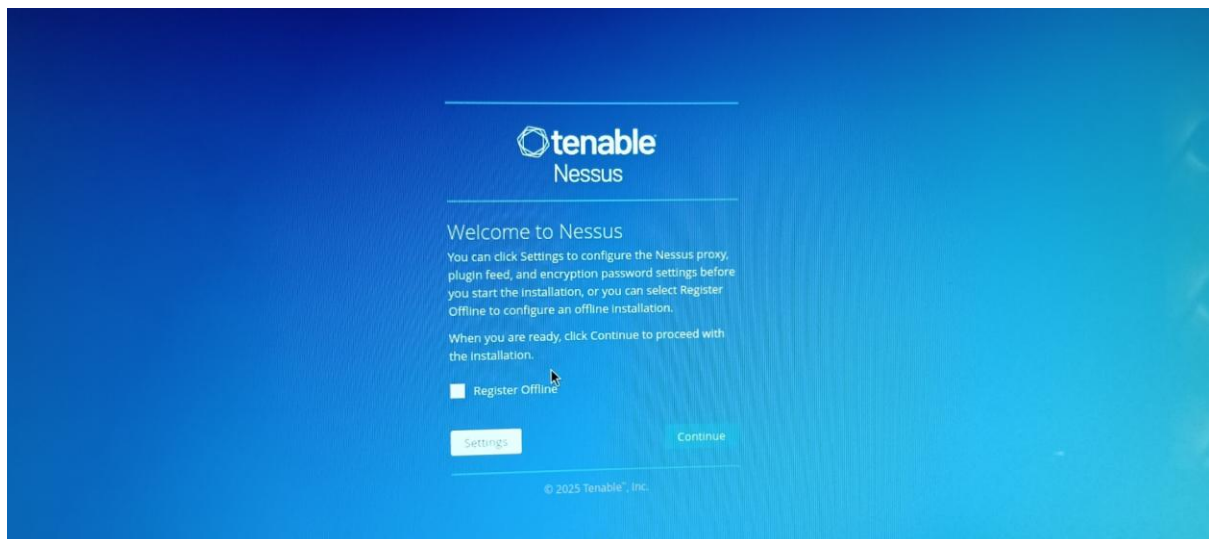 tenable
Nessus
Welcome to Nessus
You can click Settings to configure the Nessus proxy,
plugin feed, and encryption password settings before
you start the installation, or you can select Register
Offline to configure an offline installation.
When you are ready, click Continue to proceed with
the installation.
Register Offline
Settings
Continue
© 2025 Tenable™, Inc.